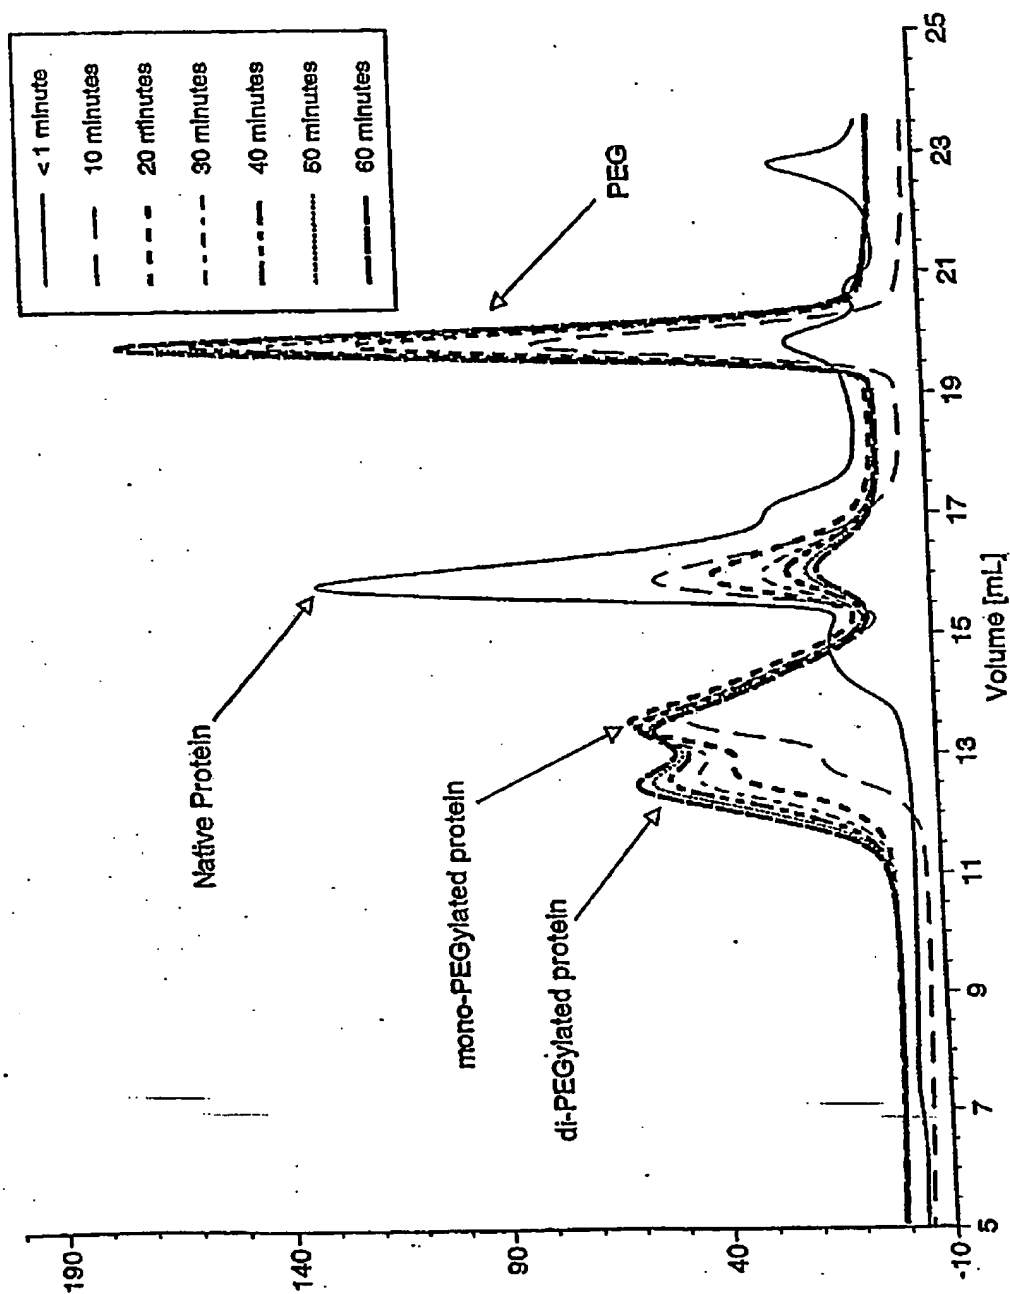 <1 minute
10 minutes
20 minutes
30 minutes
40 minutes
50 minutes
60 minutes
Native Protein
mono-PEGylated protein
di-PEGylated protein
PEG
190
140
90
40
-10
5
7
9
11
13
15
17
19
21
23
25
Volume [mL]